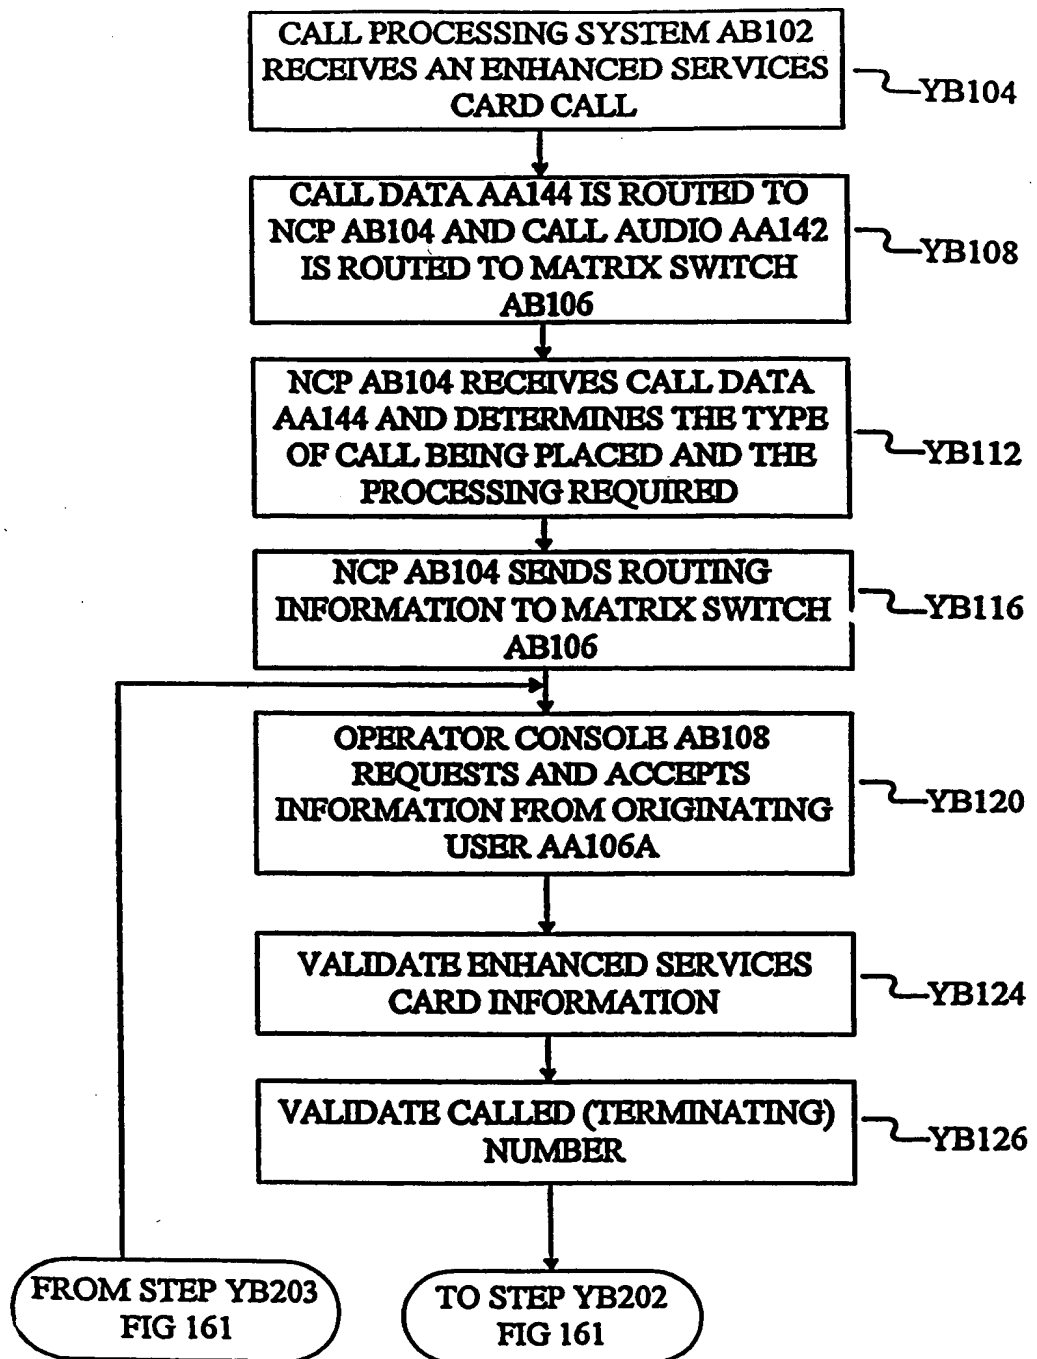 CALL PROCESSING SYSTEM AB102
RECEIVES AN ENHANCED SERVICES
CARD CALL
YB104
CALL DATA AA144 IS ROUTED TO
NCP AB104 AND CALL AUDIO AA142
IS ROUTED TO MATRIX SWITCH
AB106
YB108
NCP AB104 RECEIVES CALL DATA
AA144 AND DETERMINES THE TYPE
OF CALL BEING PLACED AND THE
PROCESSING REQUIRED
YB112
NCP AB104 SENDS ROUTING
INFORMATION TO MATRIX SWITCH
AB106
YB116
OPERATOR CONSOLE AB108
REQUESTS AND ACCEPTS
INFORMATION FROM ORIGINATING
USER AA106A
YB120
VALIDATE ENHANCED SERVICES
CARD INFORMATION
YB124
VALIDATE CALLED (TERMINATING)
NUMBER
YB126
FROM STEP YB203
FIG 161
TO STEP YB202
FIG 161